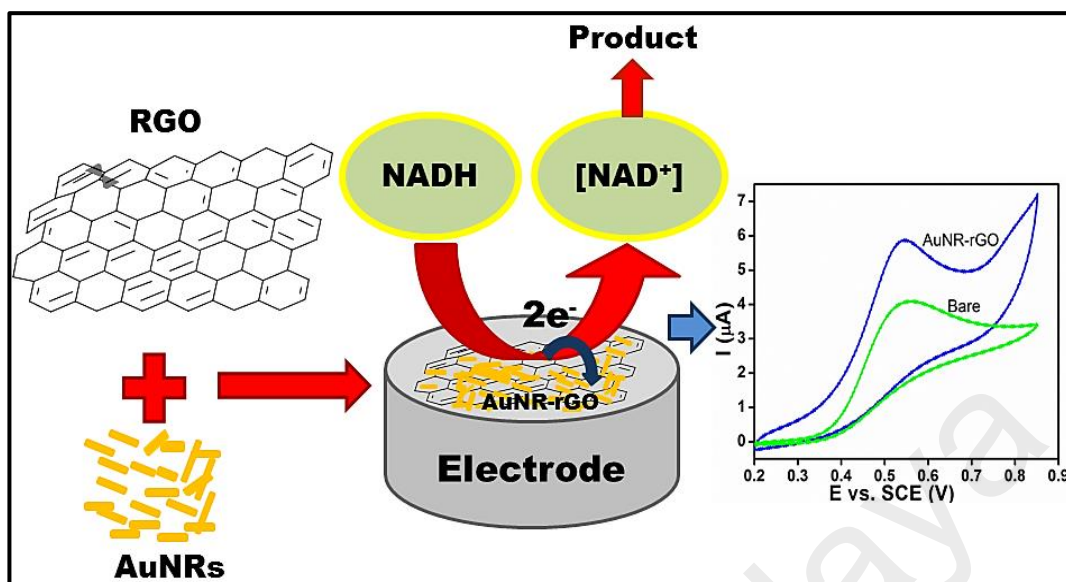 Product
RGO
NADH
[NAD⁺]
2e⁻
AuNR-rGO
Electrode
AuNRs
7
6
5
4
3
2
1
0
I (µA)
AuNR-rGO
Bare
0.2 0.3 0.4 0.5 0.6 0.7 0.8 0.9
E vs. SCE (V)